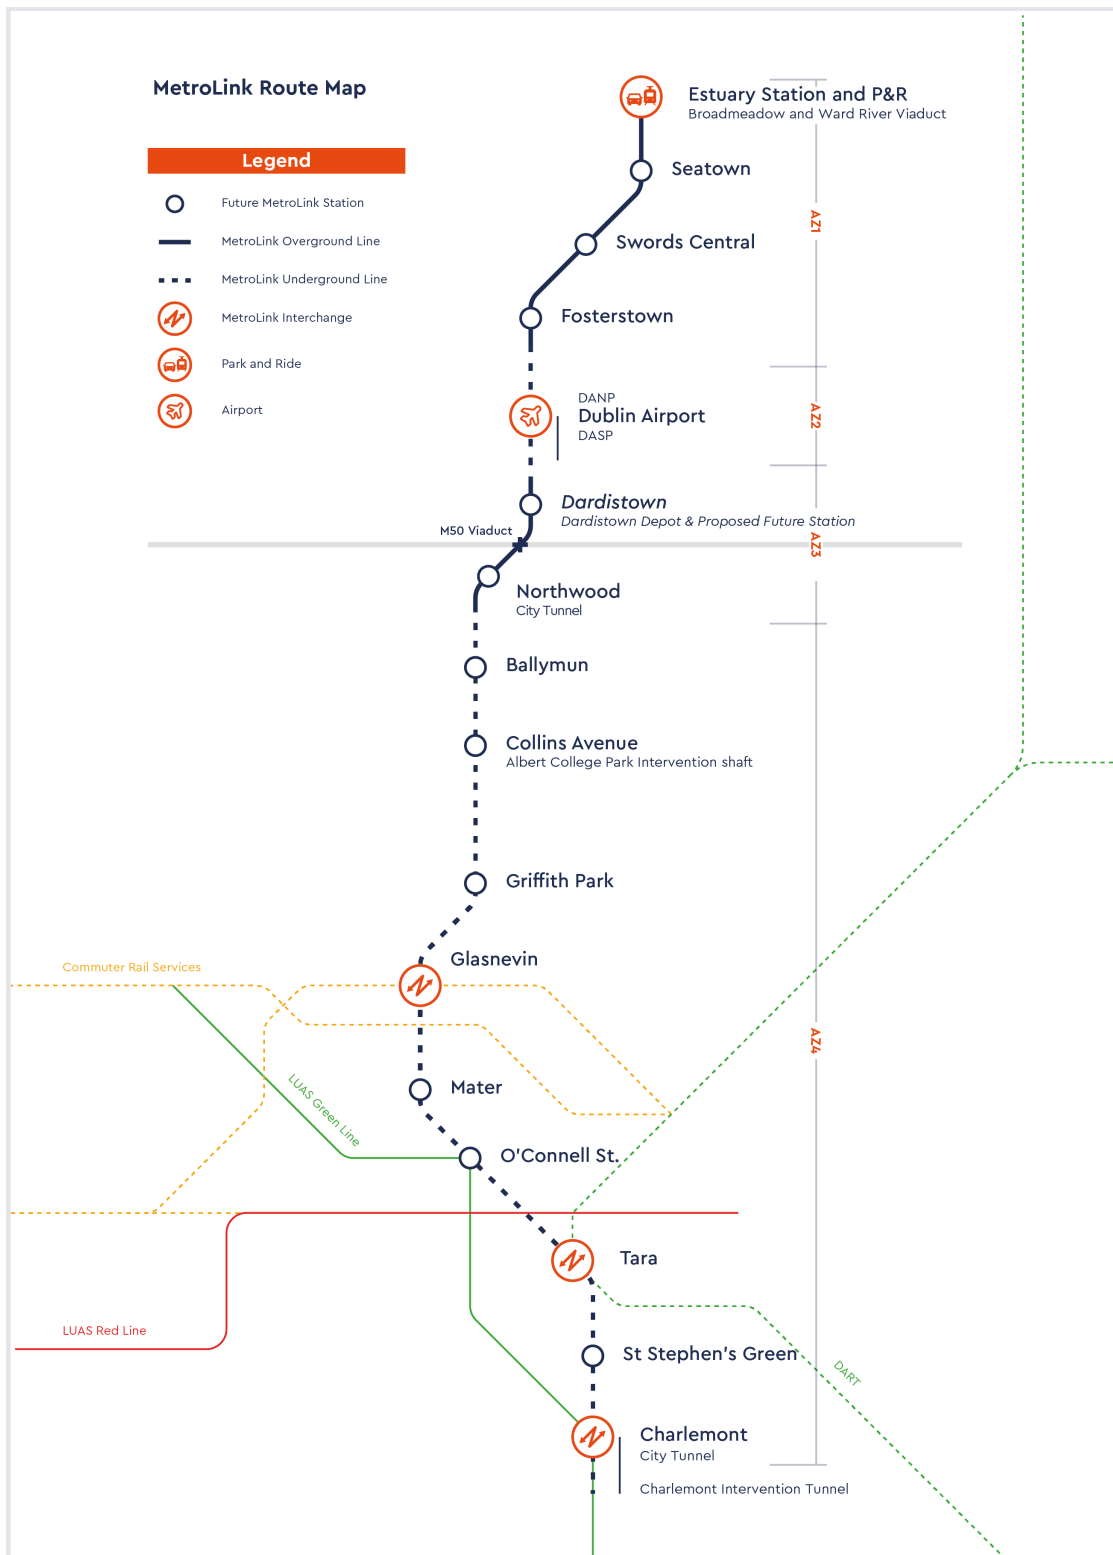 MetroLink Route Map
Legend
Future MetroLink Station
MetroLink Overground Line
MetroLink Underground Line
MetroLink Interchange
Park and Ride
Airport
Estuary Station and P&R
Broadmeadow and Ward River Viaduct
Seatown
AZ1
Swords Central
Fosterstown
DANP
Dublin Airport
DASP
AZ2
Dardistown
Dardistown Depot & Proposed Future Station
M50 Viaduct
AZ3
Northwood
City Tunnel
Ballymun
Collins Avenue
Albert College Park Intervention shaft
Griffith Park
Glasnevin
Commuter Rail Services
AZ4
Mater
LUAS Green Line
O'Connell St.
Tara
LUAS Red Line
St Stephen's Green
DART
Charlemont
City Tunnel
Charlemont Intervention Tunnel